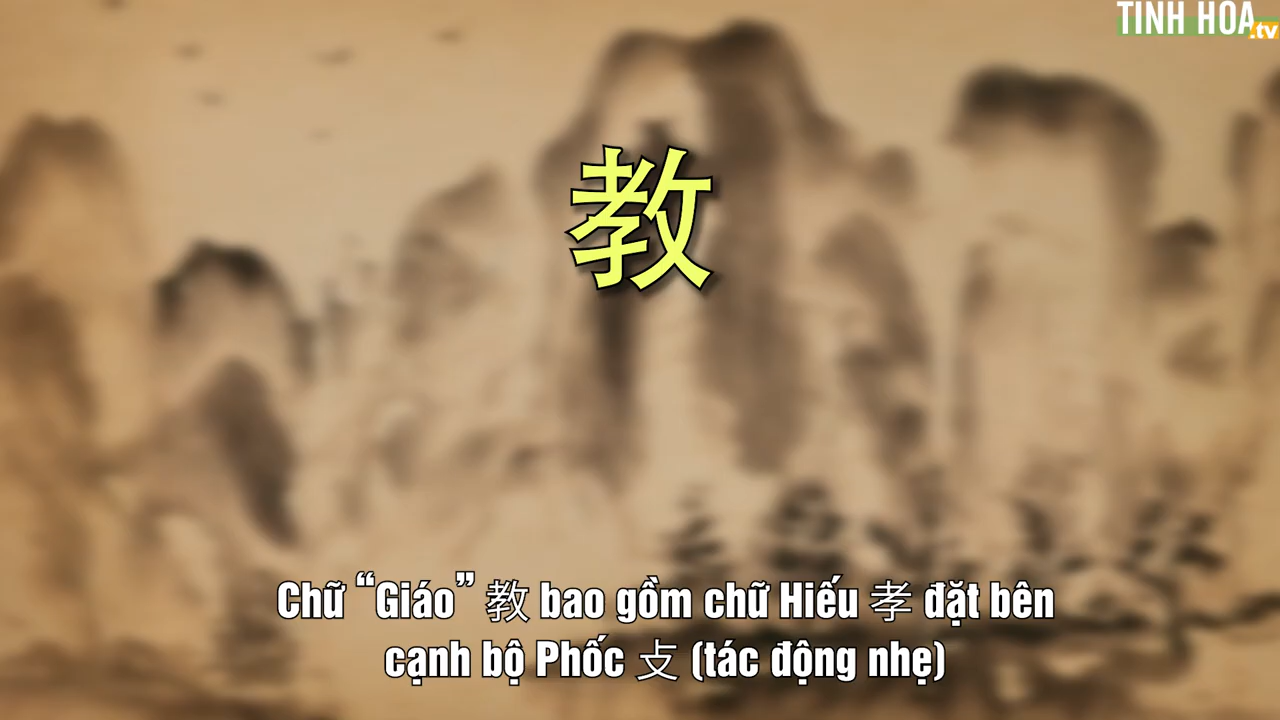 TINH HOA
.tv
教
Chữ “Giáo” 教 bao gồm chữ Hiếu 孝 đặt bên
cạnh bộ Phốc 攴 (tác động nhẹ)